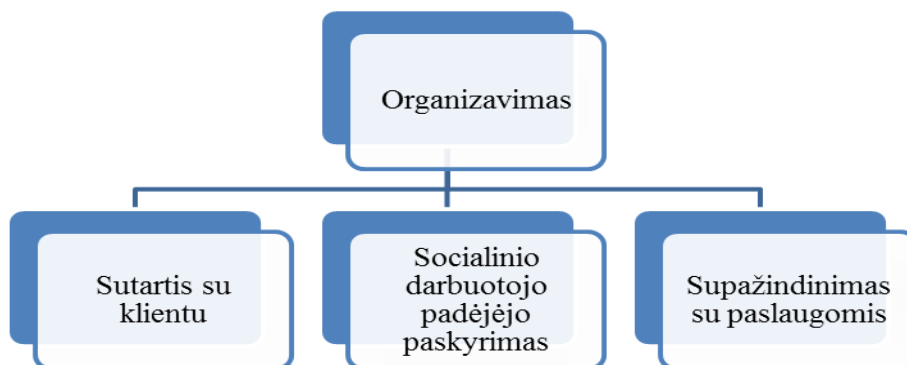 Organizavimas
Sutartis su
klientu
Socialinio
darbuotojo
padėjėjo
paskyrimas
Supažindinimas
su paslaugomis